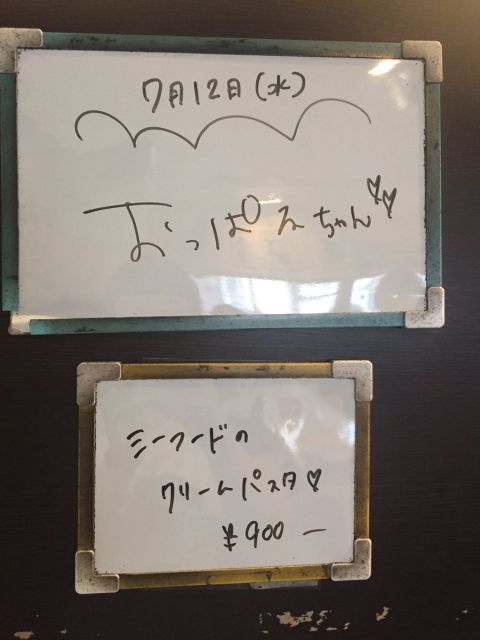 7月12日(水)
おっぱるちゃん♡♡
シーフードの
クリームパスタ♡
¥900ー